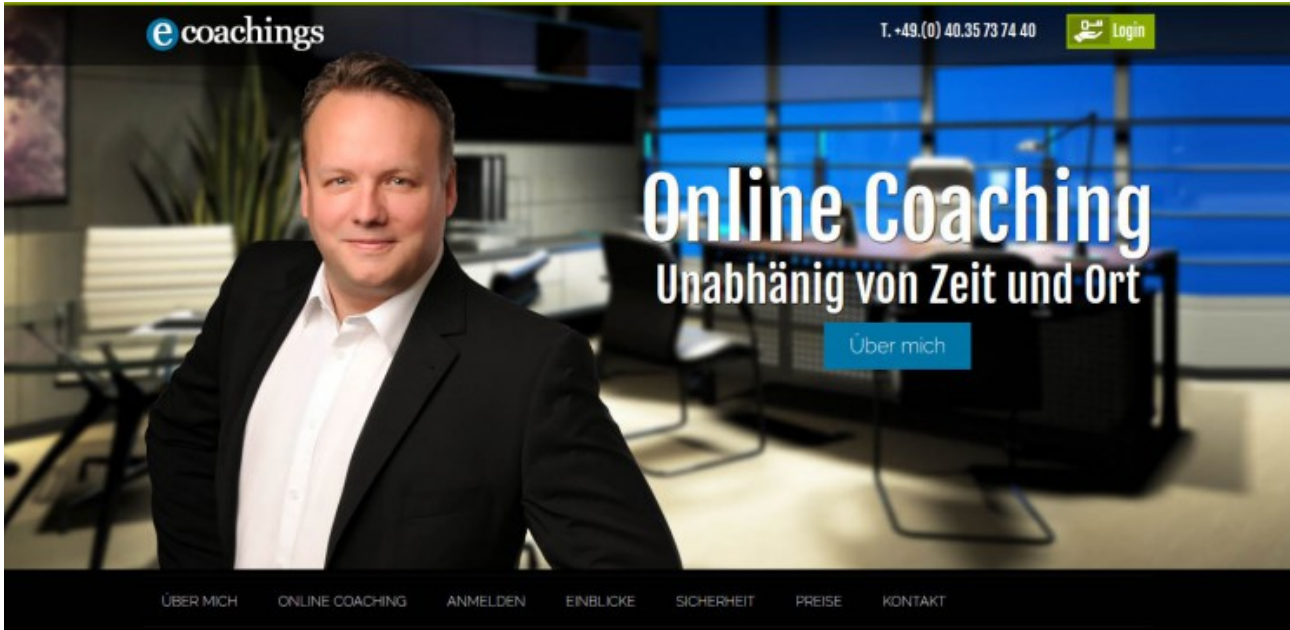 e coachings
T. +49.(0) 40.35 73 74 40
Login
Online Coaching
Unabhänig von Zeit und Ort
Über mich
ÜBER MICH ONLINE COACHING ANMELDEN EINBLICKE SICHERHEIT PREISE KONTAKT